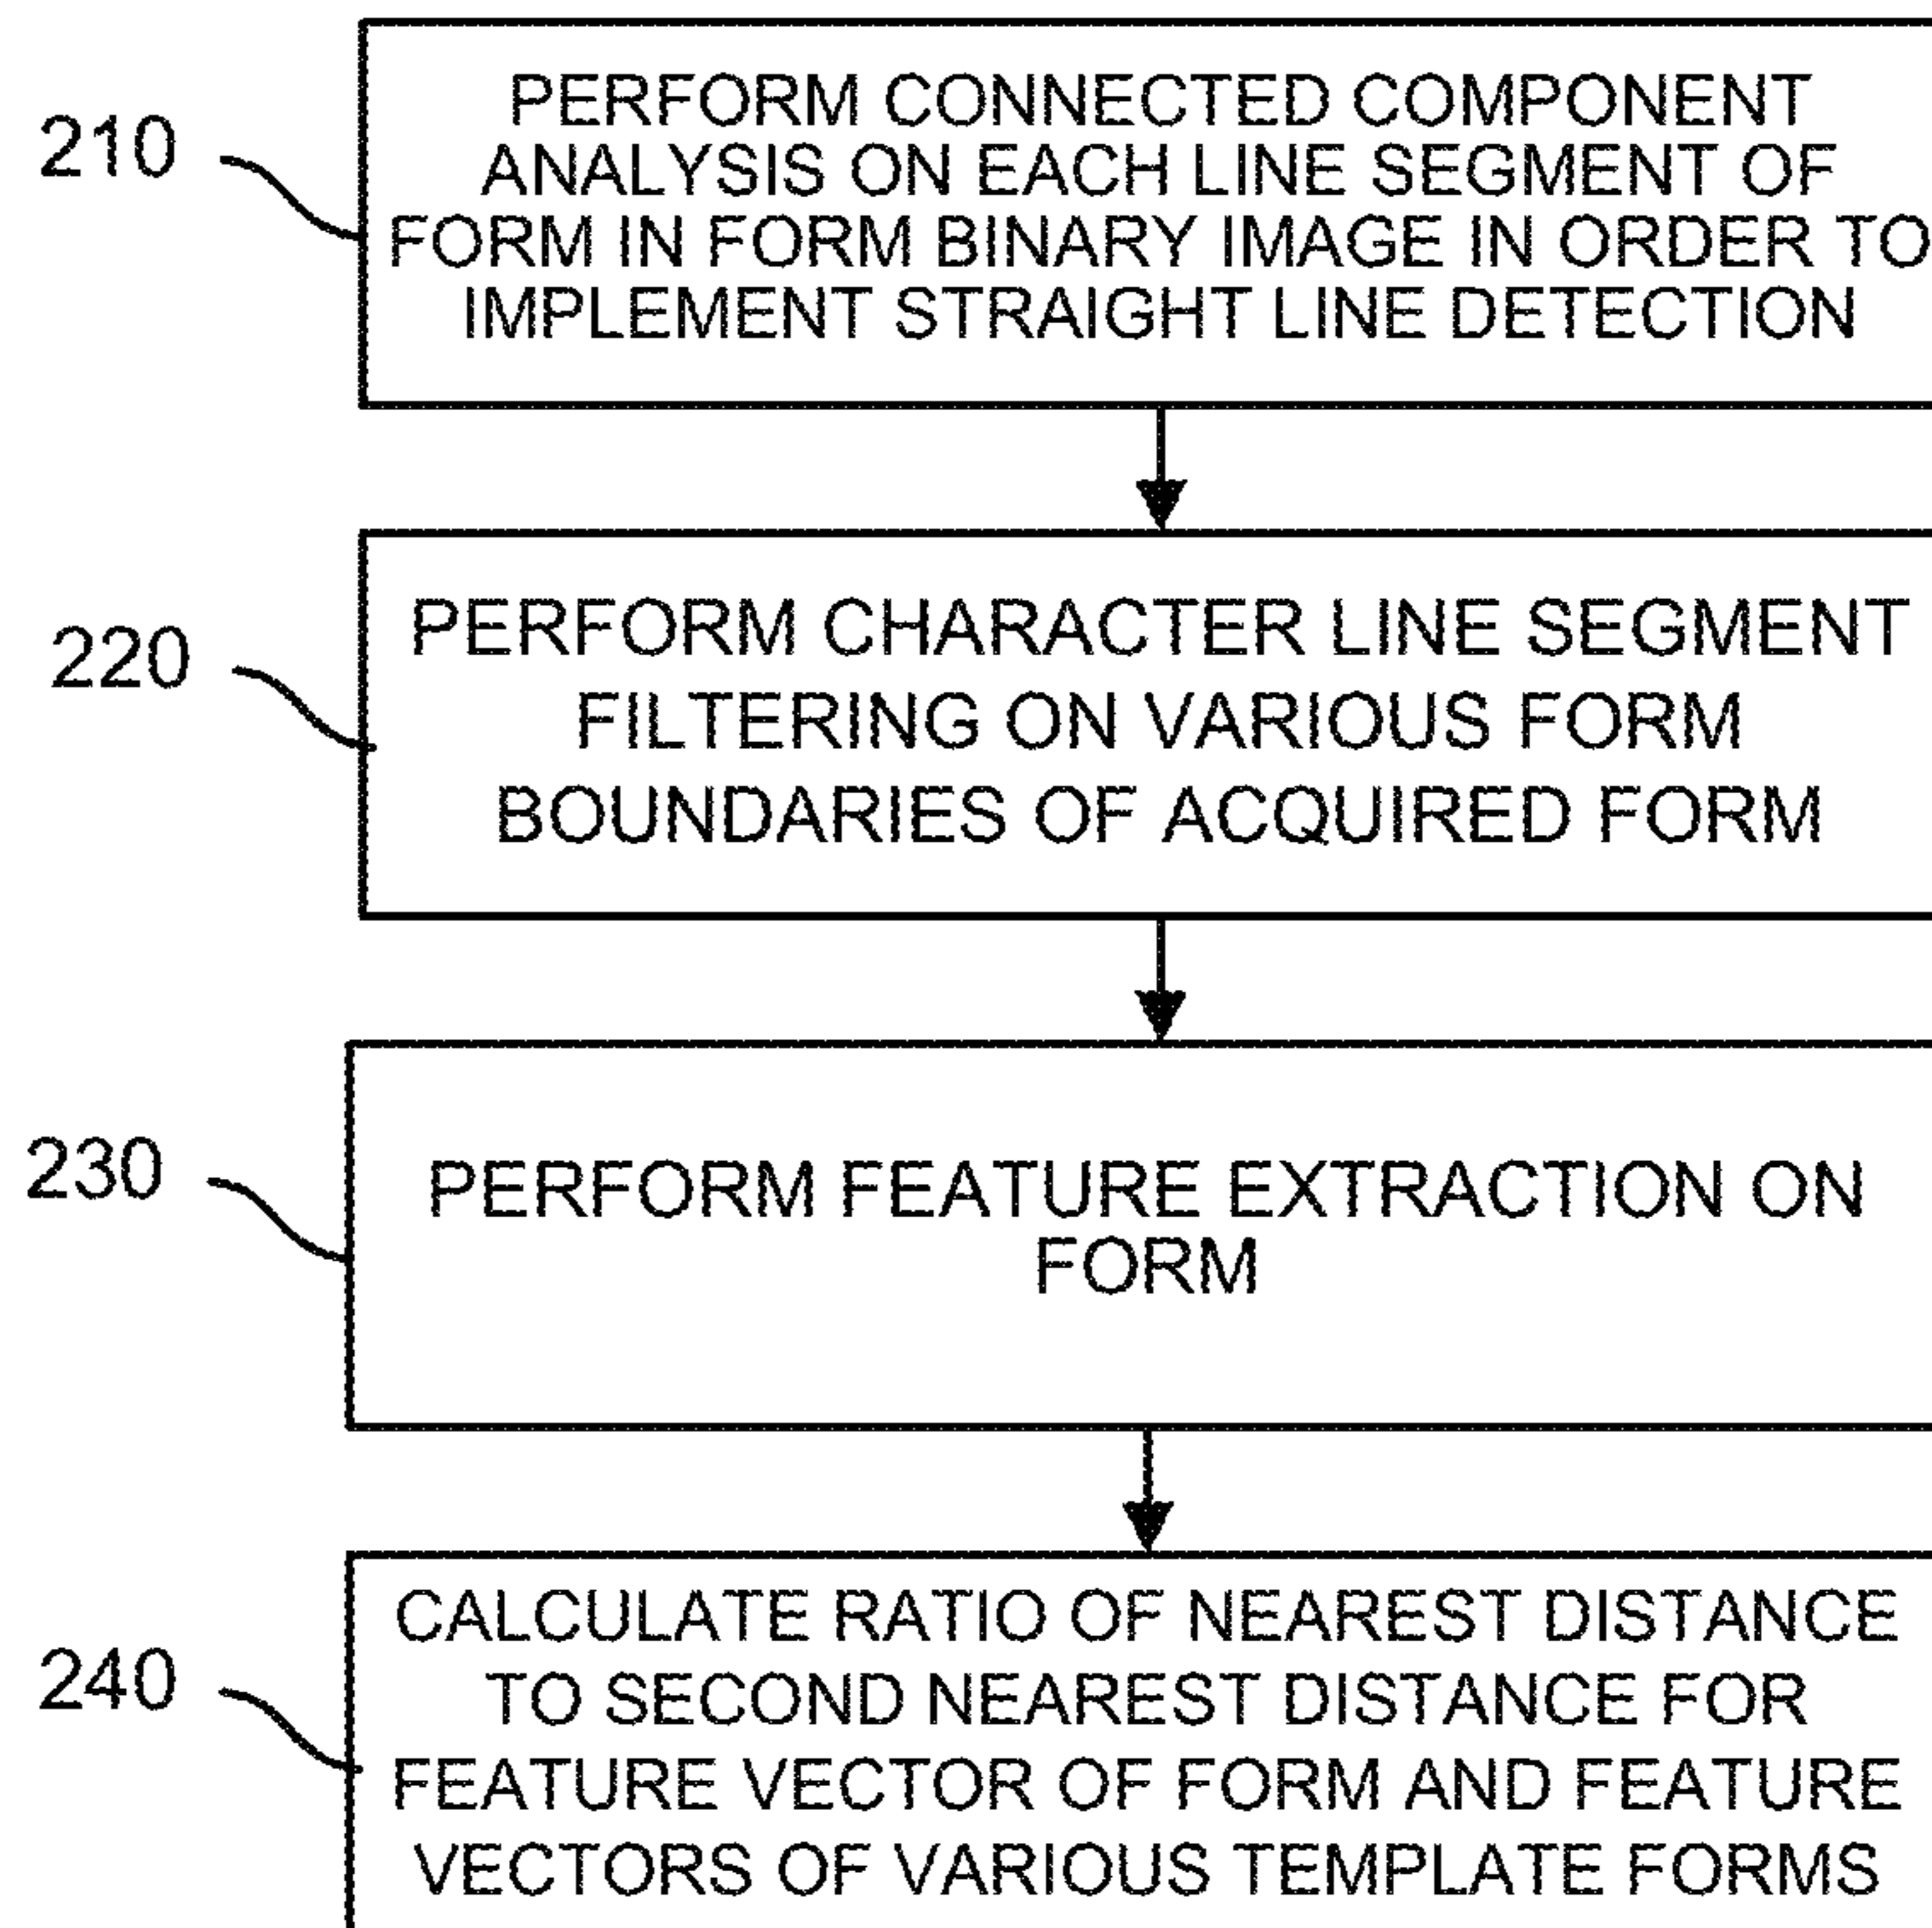 210
PERFORM CONNECTED COMPONENT
ANALYSIS ON EACH LINE SEGMENT OF
FORM IN FORM BINARY IMAGE IN ORDER TO
IMPLEMENT STRAIGHT LINE DETECTION
220
PERFORM CHARACTER LINE SEGMENT
FILTERING ON VARIOUS FORM
BOUNDARIES OF ACQUIRED FORM
230
PERFORM FEATURE EXTRACTION ON
FORM
240
CALCULATE RATIO OF NEAREST DISTANCE
TO SECOND NEAREST DISTANCE FOR
FEATURE VECTOR OF FORM AND FEATURE
VECTORS OF VARIOUS TEMPLATE FORMS